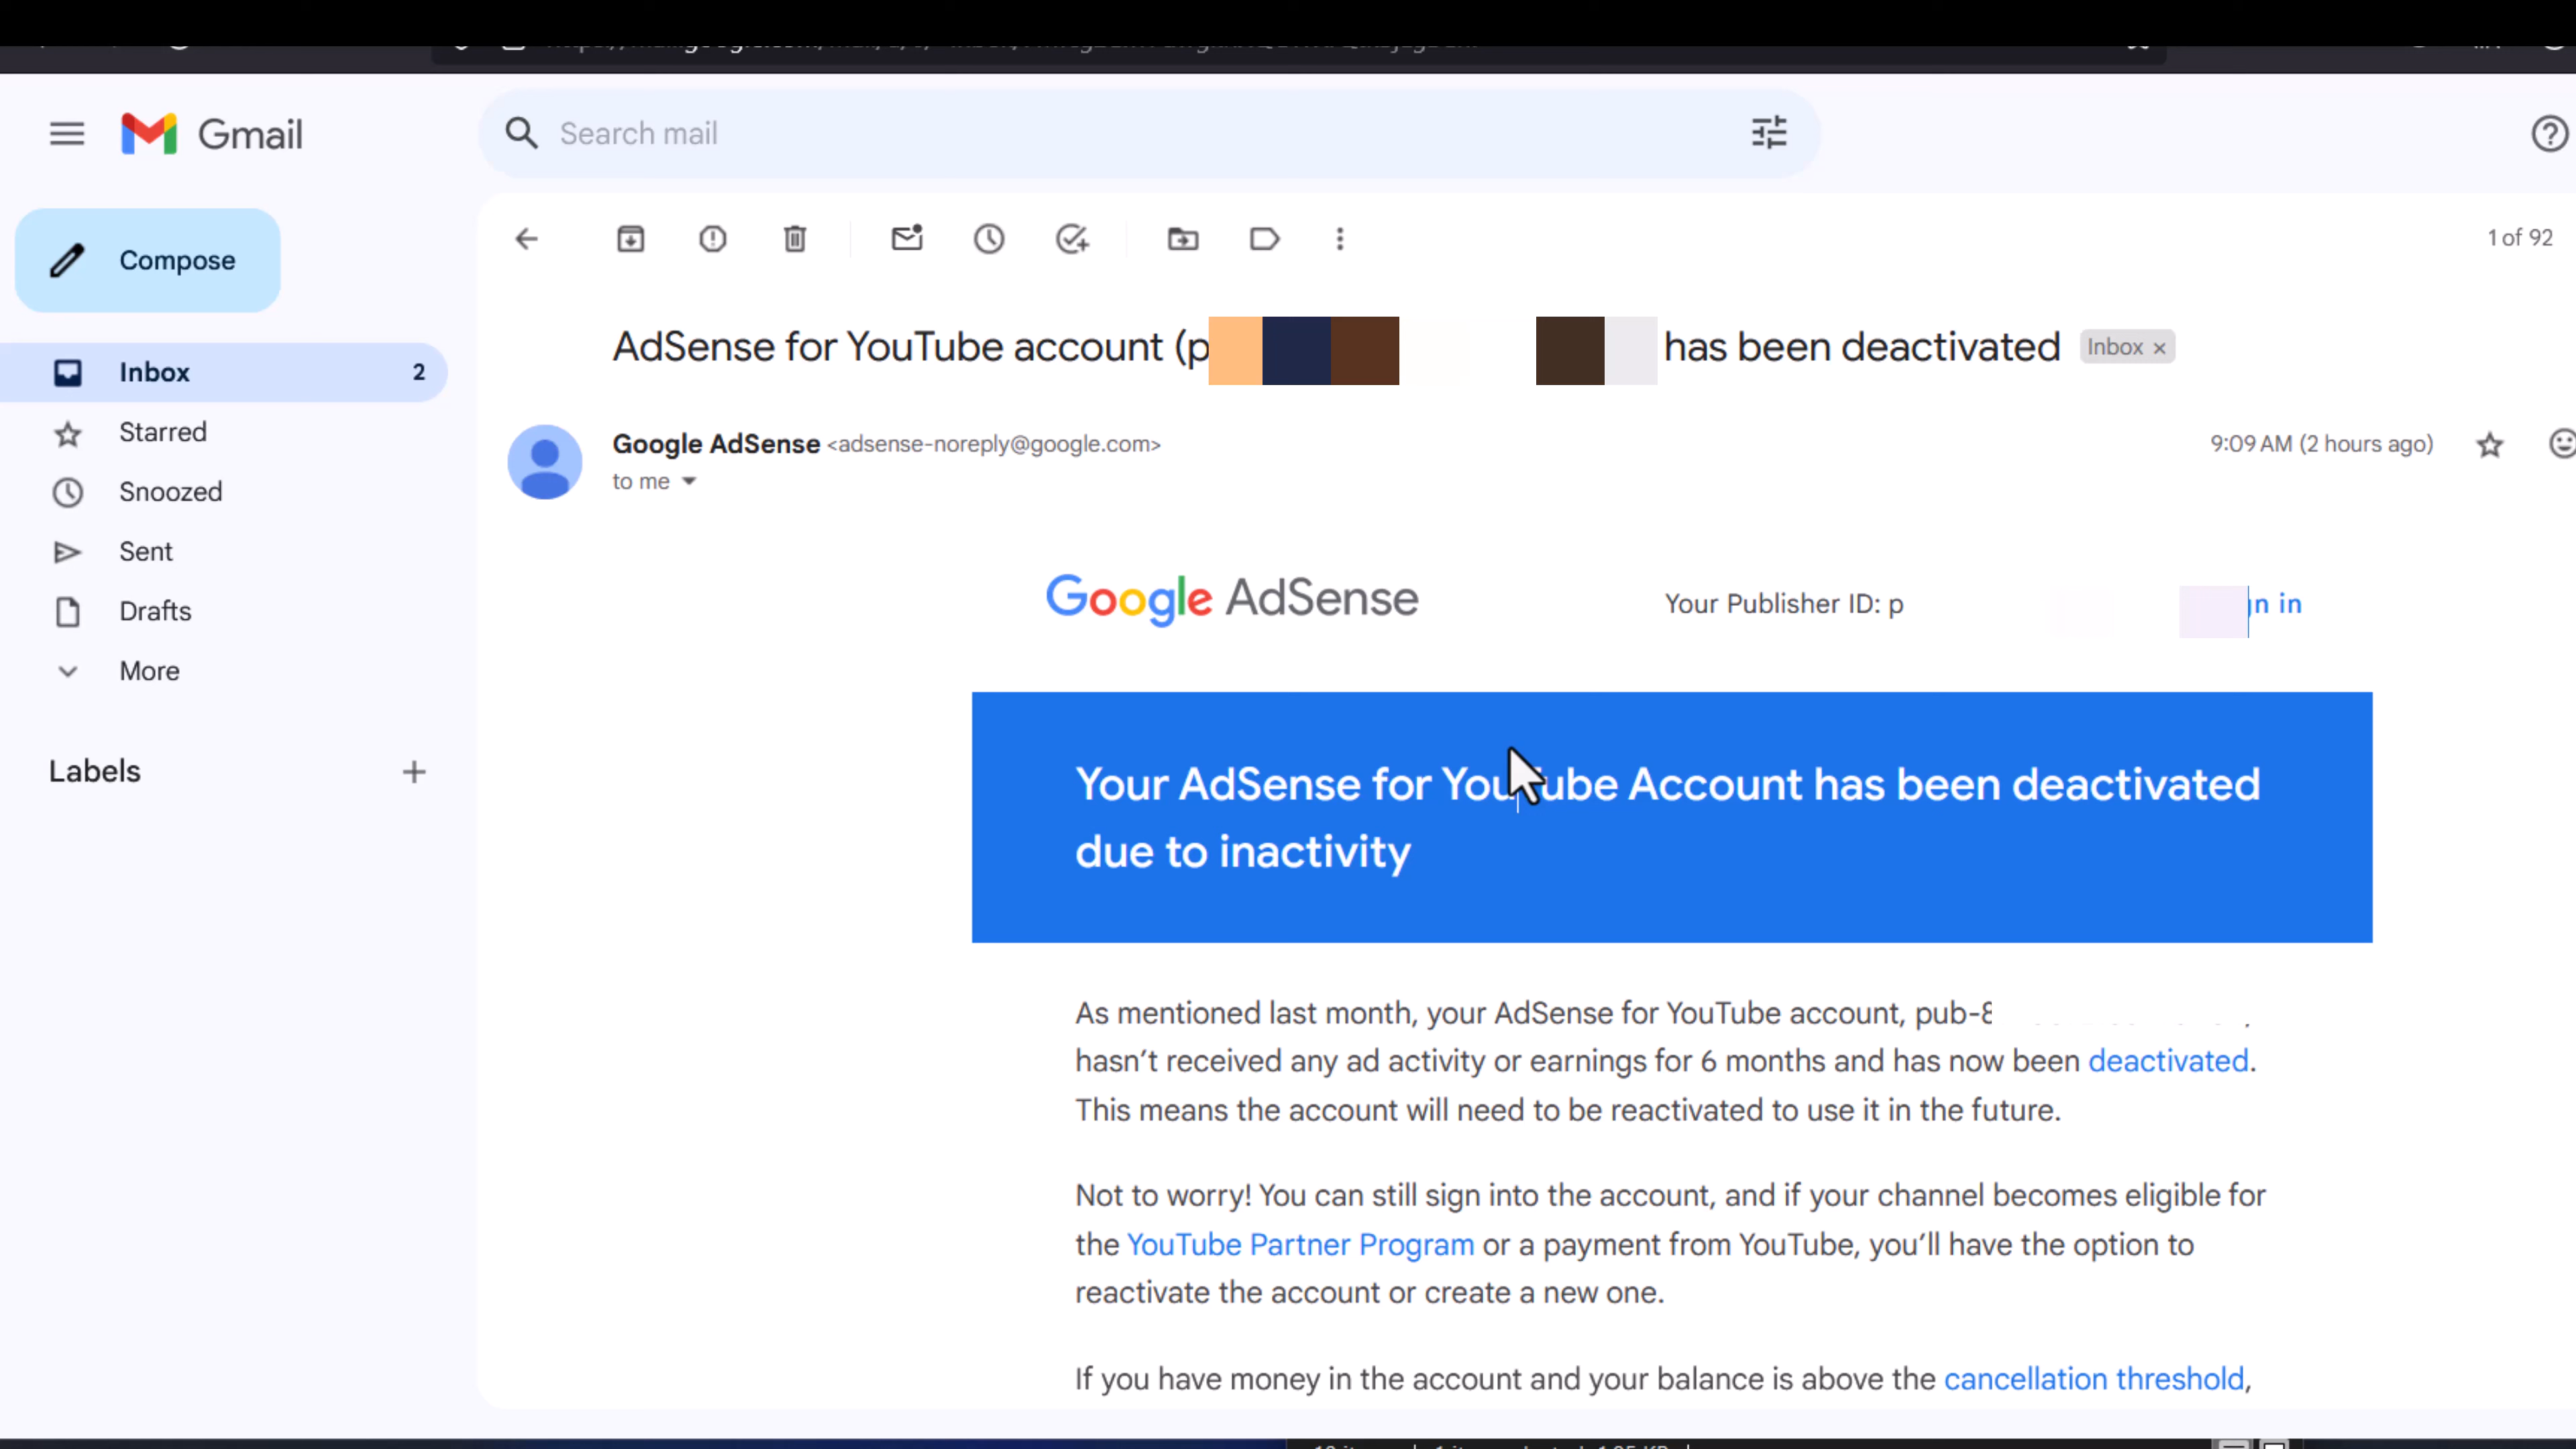 Gmail
Search mail
Compose
1 of 92
Inbox 2
Starred
Snoozed
Sent
Drafts
More
Labels
AdSense for YouTube account (p has been deactivated Inbox ×
Google AdSense <adsense-noreply@google.com> 9:09 AM (2 hours ago)
to me
Google AdSense Your Publisher ID: p n in
Your AdSense for YouTube Account has been deactivated
due to inactivity
As mentioned last month, your AdSense for YouTube account, pub-8
hasn't received any ad activity or earnings for 6 months and has now been deactivated.
This means the account will need to be reactivated to use it in the future.
Not to worry! You can still sign into the account, and if your channel becomes eligible for
the YouTube Partner Program or a payment from YouTube, you'll have the option to
reactivate the account or create a new one.
If you have money in the account and your balance is above the cancellation threshold,